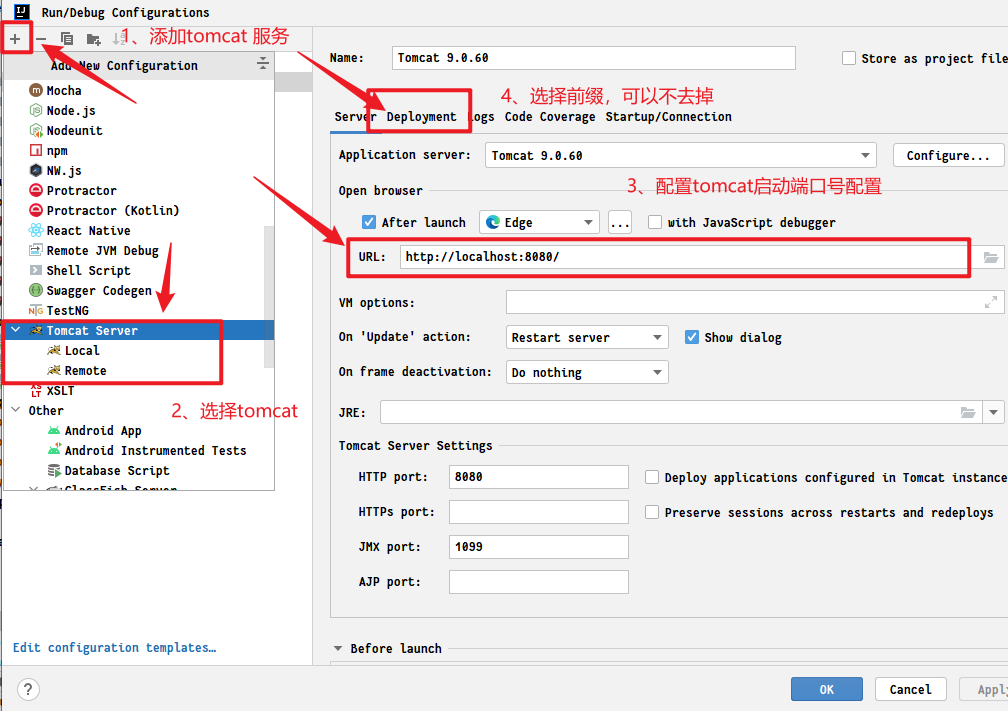 Run/Debug Configurations
1、添加tomcat 服务
Add New Configuration
Mocha
Node.js
Nodeunit
npm
NW.js
Protractor
Protractor (Kotlin)
React Native
Remote JVM Debug
Shell Script
Swagger Codegen
TestNG
Tomcat Server
Local
Remote
XSLT
2、选择tomcat
Other
Android App
Android Instrumented Tests
Database Script
GlassFish Server
Edit configuration templates…
Name: Tomcat 9.0.60
Store as project file
4、选择前缀，可以不去掉
Server Deployment Logs Code Coverage Startup/Connection
Application server: Tomcat 9.0.60 Configure...
3、配置tomcat启动端口号配置
Open browser
After launch Edge ... with JavaScript debugger
URL: http://localhost:8080/
VM options:
On 'Update' action: Restart server Show dialog
On frame deactivation: Do nothing
JRE:
Tomcat Server Settings
HTTP port: 8080 Deploy applications configured in Tomcat instance
HTTPs port: Preserve sessions across restarts and redeploys
JMX port: 1099
AJP port:
Before launch
? OK Cancel Apply